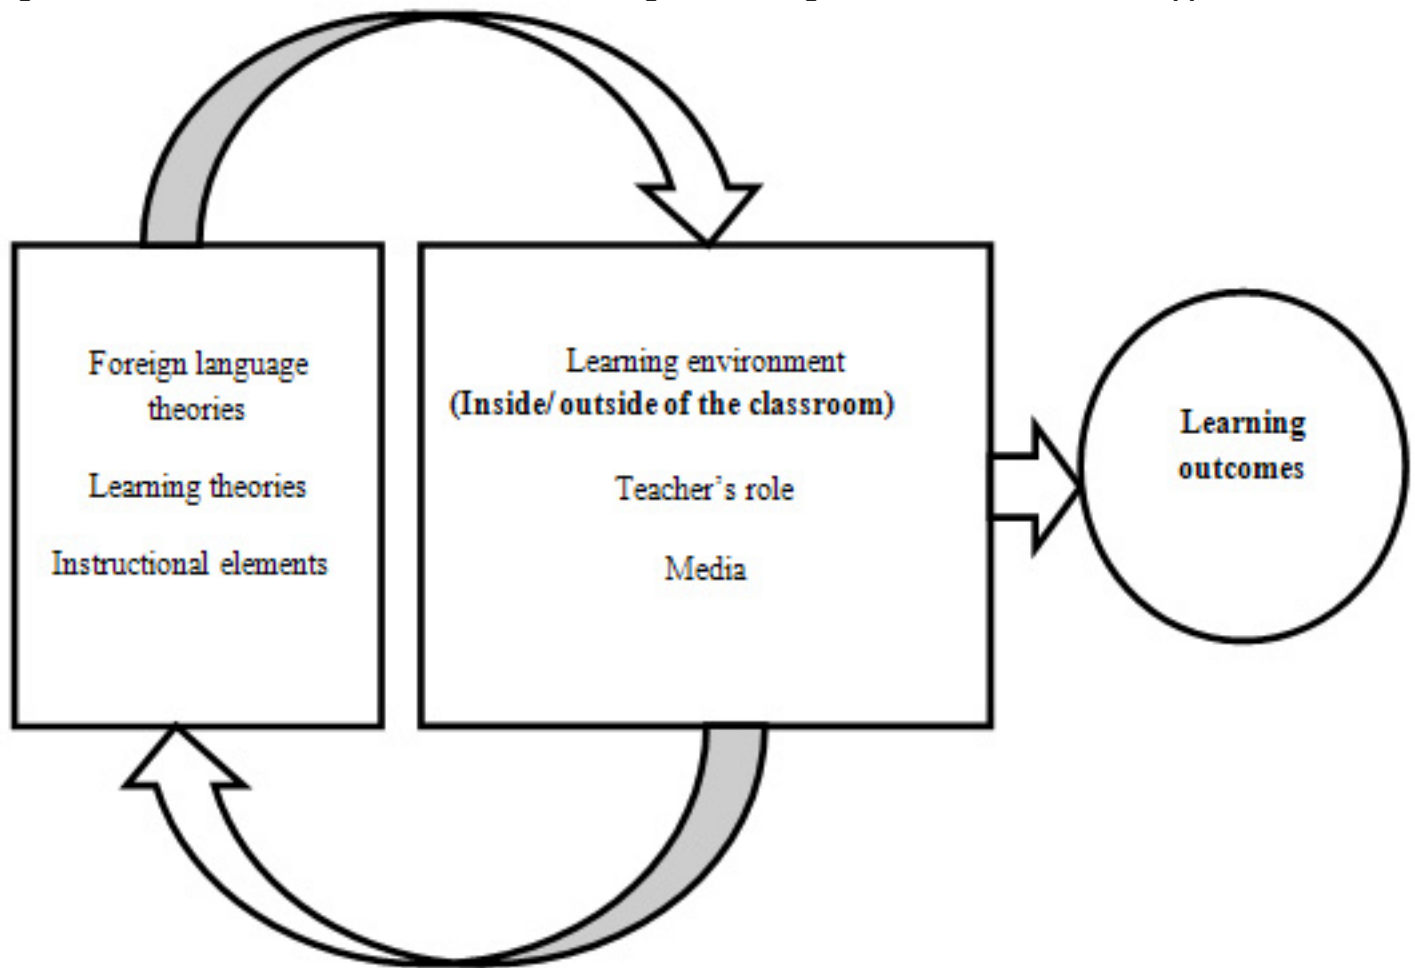 Foreign language
theories
Learning theories
Instructional elements
Learning environment
(Inside/ outside of the classroom)
Teacher’s role
Media
Learning
outcomes